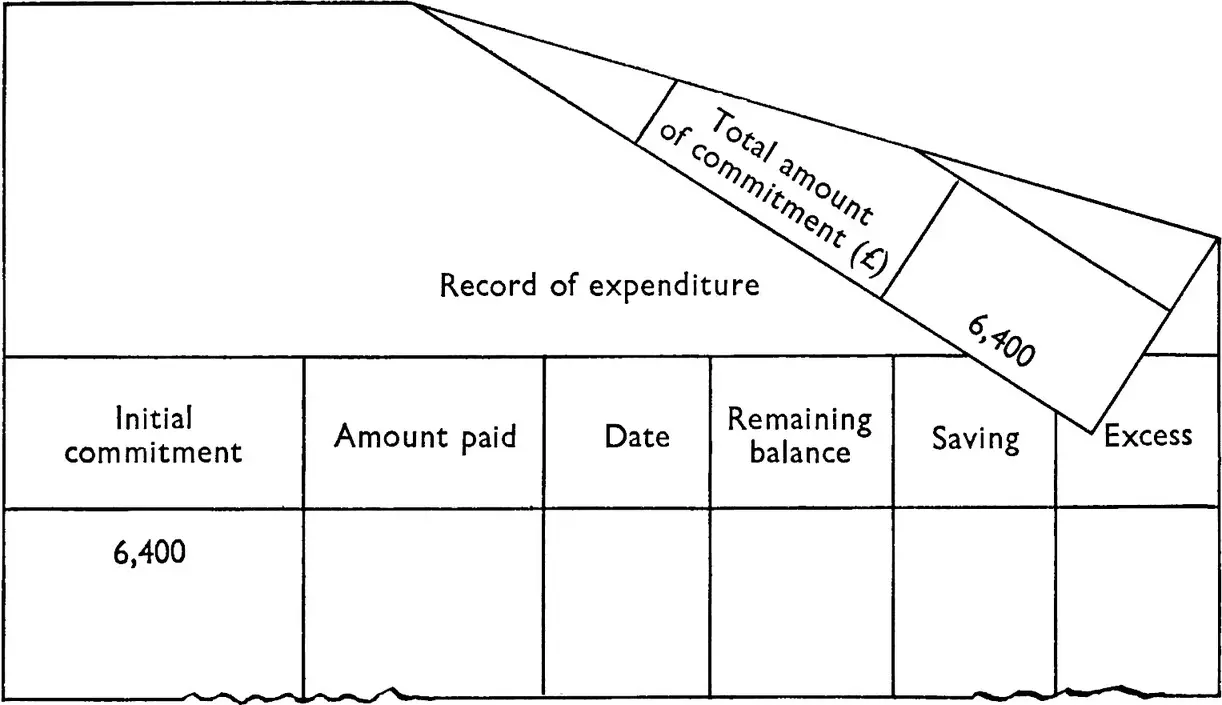 Total amount
of commitment (£)
6,400
Record of expenditure
Initial
commitment
Amount paid
Date
Remaining
balance
Saving
Excess
6,400